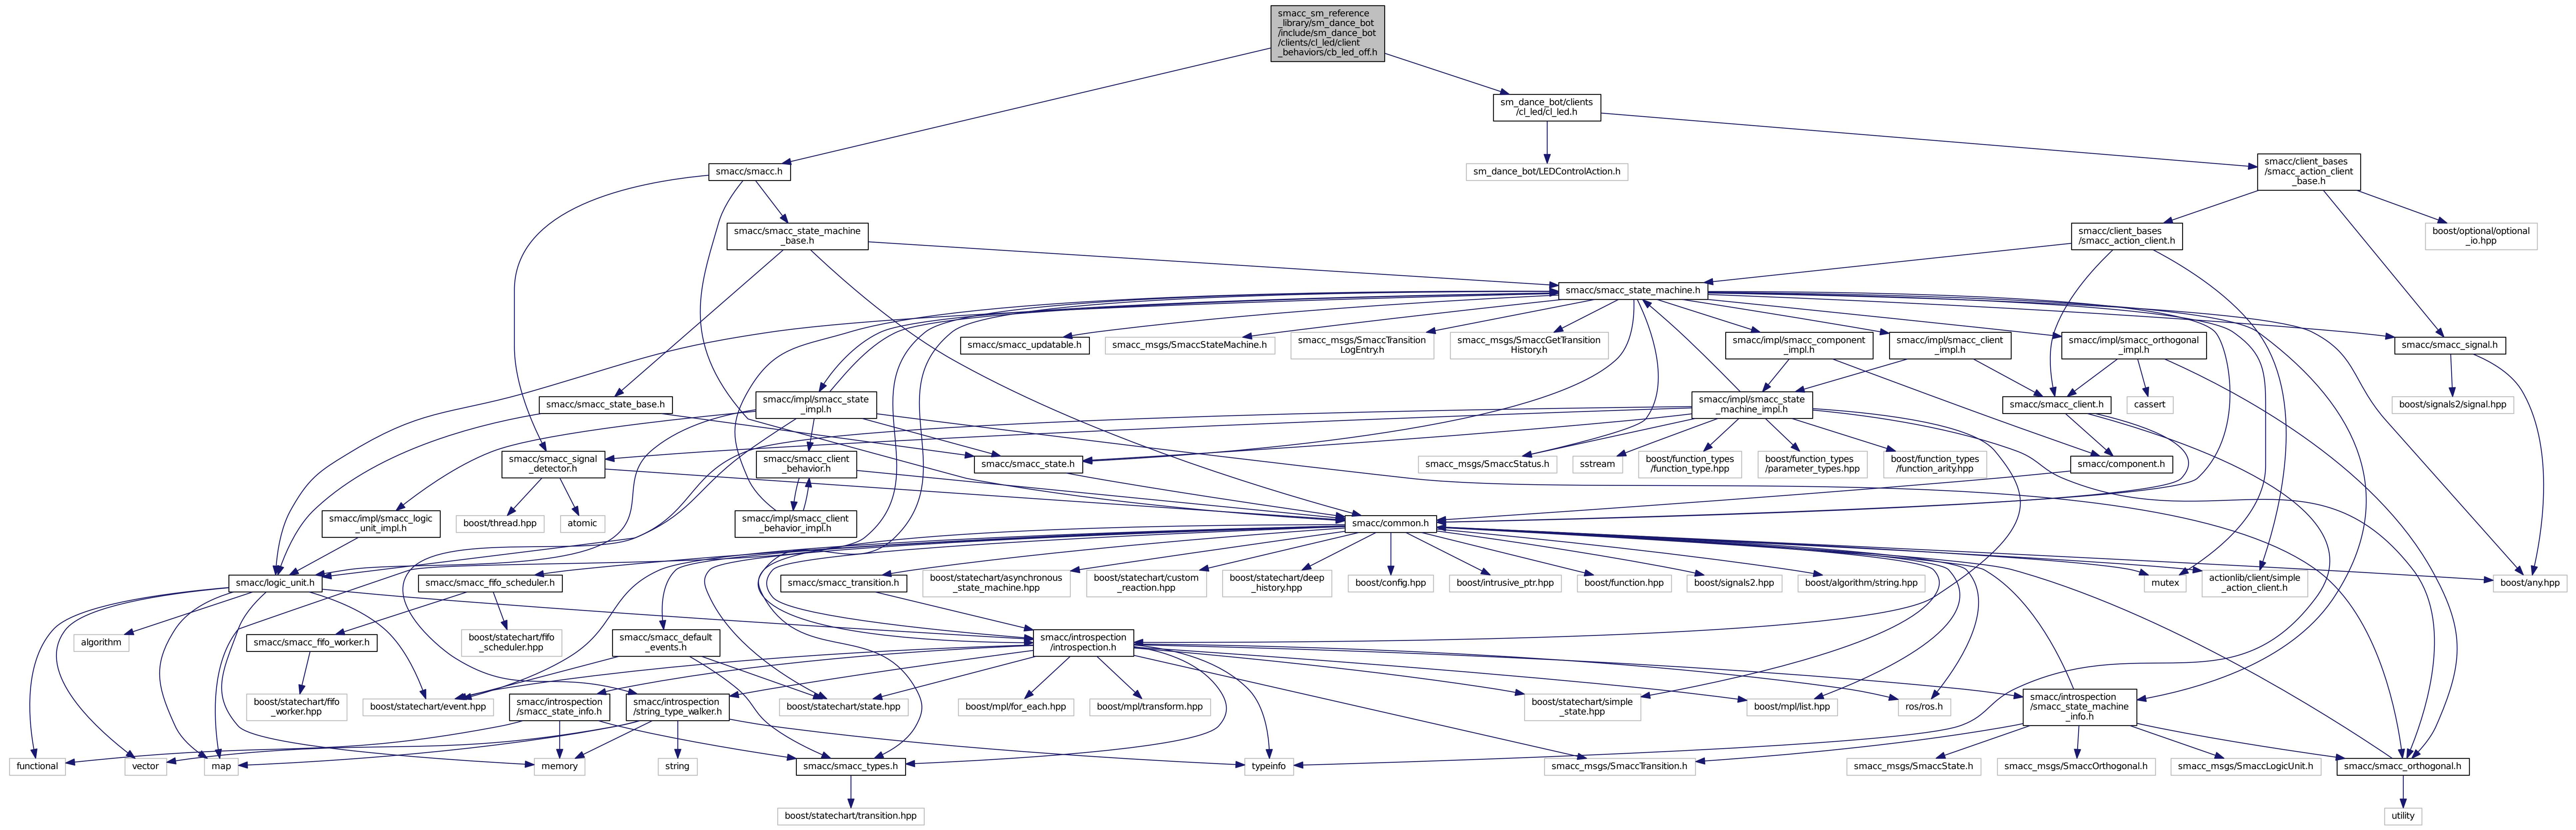 smacc_sm_reference
_library/sm_dance_bot
/include/sm_dance_bot
/clients/cl_led/client
_behaviors/cb_led_off.h
sm_dance_bot/clients
/cl_led/cl_led.h
smacc/smacc.h
sm_dance_bot/LEDControlAction.h
smacc/client_bases
/smacc_action_client
_base.h
smacc/smacc_state_machine
_base.h
smacc/client_bases
/smacc_action_client.h
boost/optional/optional
_io.hpp
smacc/smacc_state_machine.h
smacc/smacc_updatable.h
smacc_msgs/SmaccStateMachine.h
smacc_msgs/SmaccTransition
LogEntry.h
smacc_msgs/SmaccGetTransition
History.h
smacc/impl/smacc_component
_impl.h
smacc/impl/smacc_client
_impl.h
smacc/impl/smacc_orthogonal
_impl.h
smacc/smacc_signal.h
smacc/smacc_state_base.h
smacc/impl/smacc_state
_impl.h
smacc/impl/smacc_state
_machine_impl.h
smacc/smacc_client.h
cassert
boost/signals2/signal.hpp
smacc/smacc_signal
_detector.h
smacc/smacc_client
_behavior.h
smacc/smacc_state.h
smacc_msgs/SmaccStatus.h
sstream
boost/function_types
/function_type.hpp
boost/function_types
/parameter_types.hpp
boost/function_types
/function_arity.hpp
smacc/component.h
smacc/impl/smacc_logic
_unit_impl.h
boost/thread.hpp
atomic
smacc/impl/smacc_client
_behavior_impl.h
smacc/common.h
smacc/logic_unit.h
smacc/smacc_fifo_scheduler.h
smacc/smacc_transition.h
boost/statechart/asynchronous
_state_machine.hpp
boost/statechart/custom
_reaction.hpp
boost/statechart/deep
_history.hpp
boost/config.hpp
boost/intrusive_ptr.hpp
boost/function.hpp
boost/signals2.hpp
boost/algorithm/string.hpp
mutex
actionlib/client/simple
_action_client.h
boost/any.hpp
algorithm
smacc/smacc_fifo_worker.h
boost/statechart/fifo
_scheduler.hpp
smacc/smacc_default
_events.h
smacc/introspection
/introspection.h
boost/statechart/fifo
_worker.hpp
boost/statechart/event.hpp
smacc/introspection
/smacc_state_info.h
smacc/introspection
/string_type_walker.h
boost/statechart/state.hpp
boost/mpl/for_each.hpp
boost/mpl/transform.hpp
boost/statechart/simple
_state.hpp
boost/mpl/list.hpp
ros/ros.h
smacc/introspection
/smacc_state_machine
_info.h
functional
vector
map
memory
string
smacc/smacc_types.h
typeinfo
smacc_msgs/SmaccTransition.h
smacc_msgs/SmaccState.h
smacc_msgs/SmaccOrthogonal.h
smacc_msgs/SmaccLogicUnit.h
smacc/smacc_orthogonal.h
boost/statechart/transition.hpp
utility